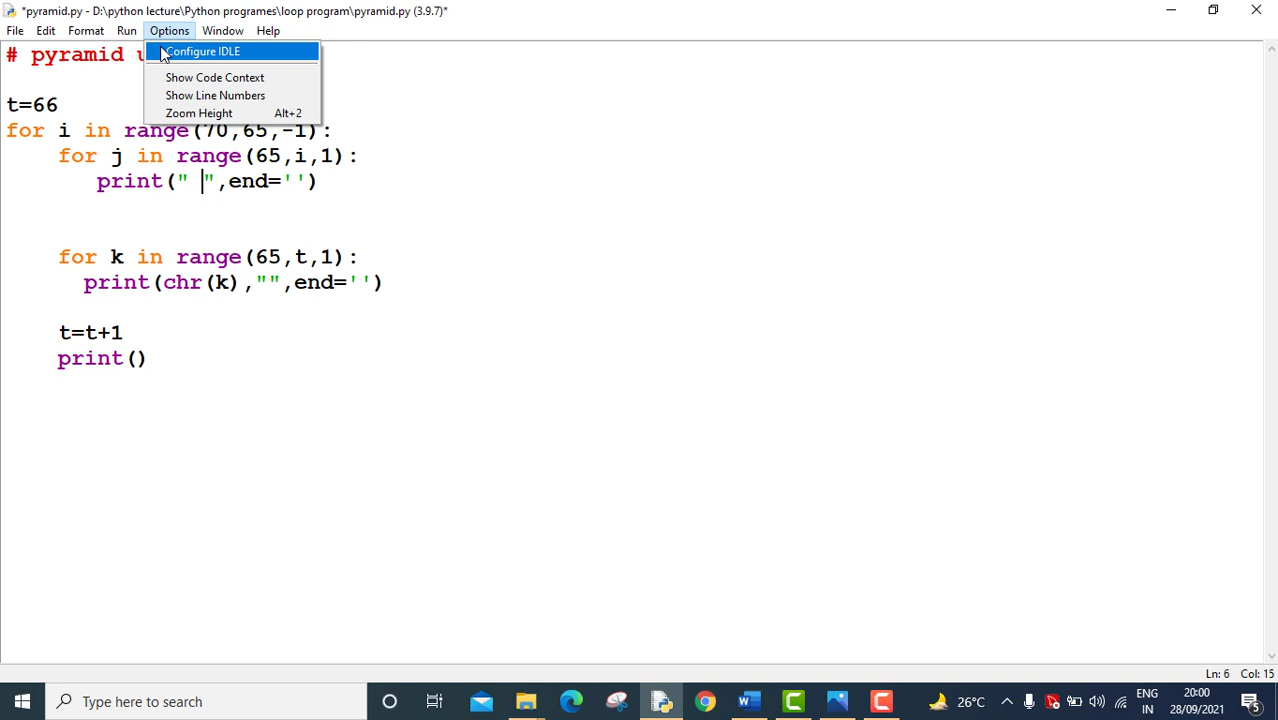 *pyramid.py - D:\python lecture\Python programes\loop program\pyramid.py (3.9.7)*
File Edit Format Run Options Window Help
Configure IDLE
# pyramid
Show Code Context
Show Line Numbers
t=66
Zoom Height Alt+2
for i in range(70,65,-1):
for j in range(65,i,1):
print(" ",end='')
for k in range(65,t,1):
print(chr(k),"",end='')
t=t+1
print()
Ln: 6 Col: 15
Type here to search
26°C
ENG
IN
20:00
28/09/2021
5